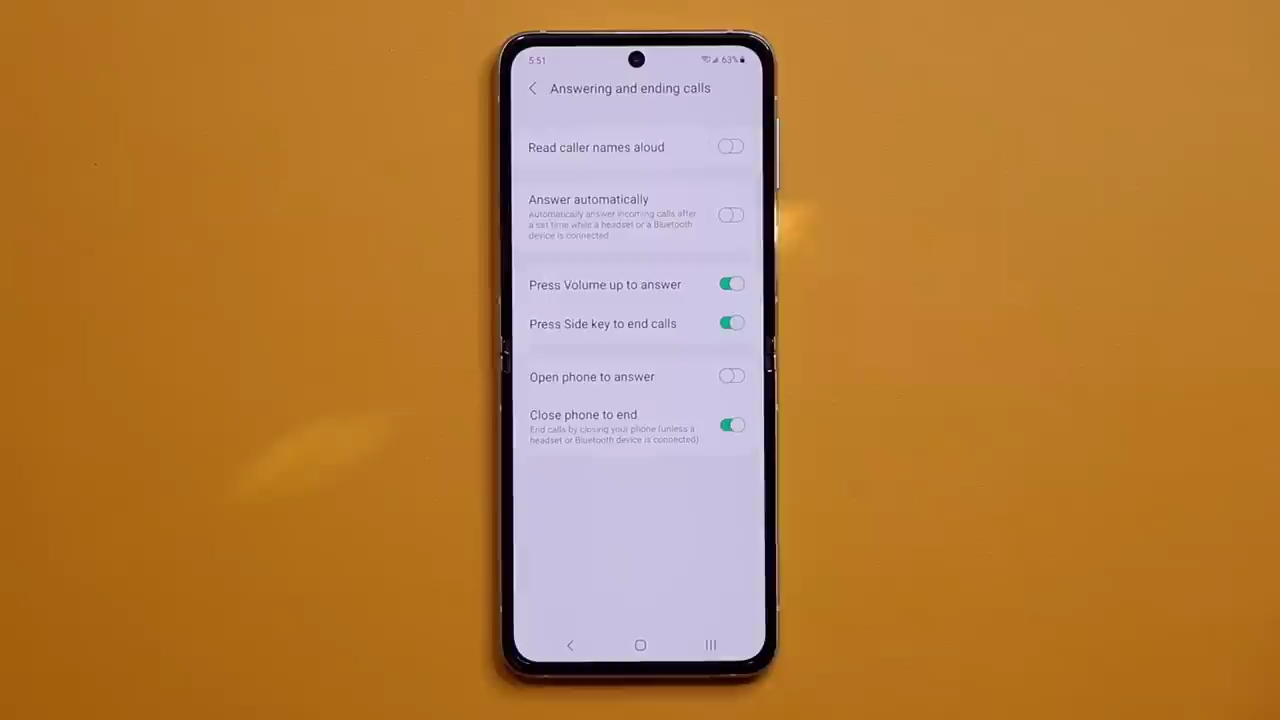 5:51
63%
Answering and ending calls
Read caller names aloud
Answer automatically
Automatically answer incoming calls after
a set time while a headset or a Bluetooth
device is connected.
Press Volume up to answer
Press Side key to end calls
Open phone to answer
Close phone to end
End calls by closing your phone (unless a
headset or Bluetooth device is connected).